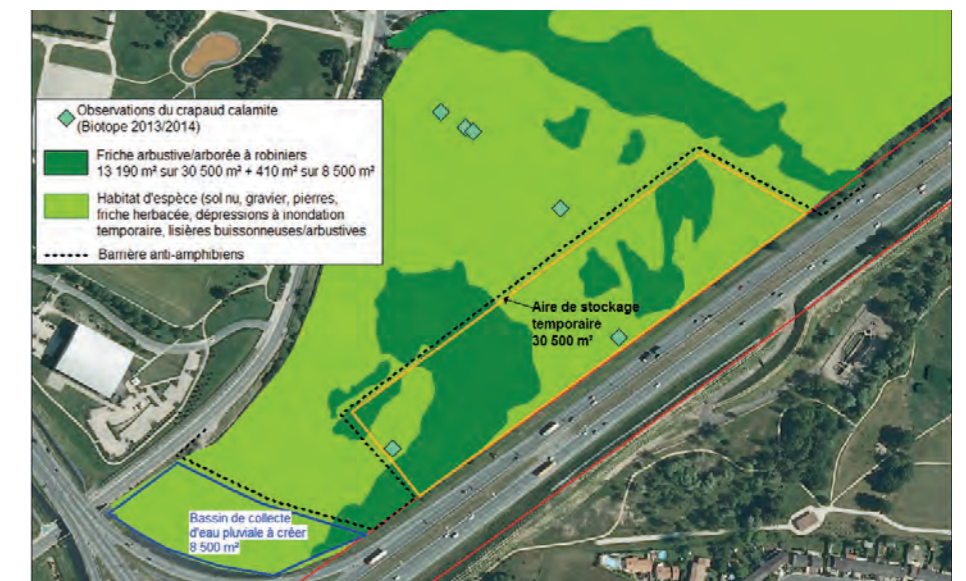 Observations du crapaud calamite
(Biotope 2013/2014)
Friche arbustive/arborée à robiniers
13 190 m² sur 30 500 m² + 410 m² sur 8 500 m²
Habitat d'espèce (sol nu, gravier, pierres,
friche herbacée, dépressions à inondation
temporaire, lisières buissonneuses/arbustives
Barrière anti-amphibiens
Aire de stockage
temporaire
30 500 m²
Bassin de collecte
d'eau pluviale à créer
8 500 m²